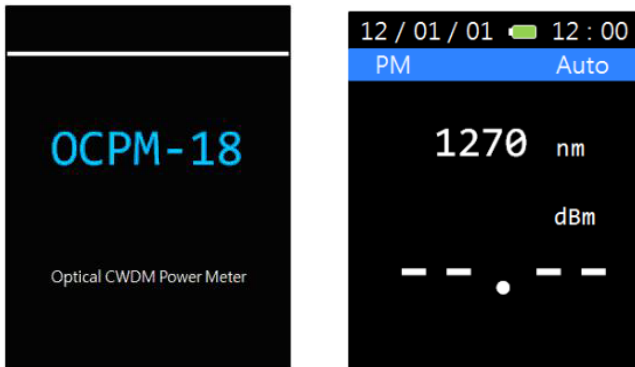 OCPM-18
Optical CWDM Power Meter
12 / 01 / 01 12 : 00
PM Auto
1270 nm
dBm
-- . --